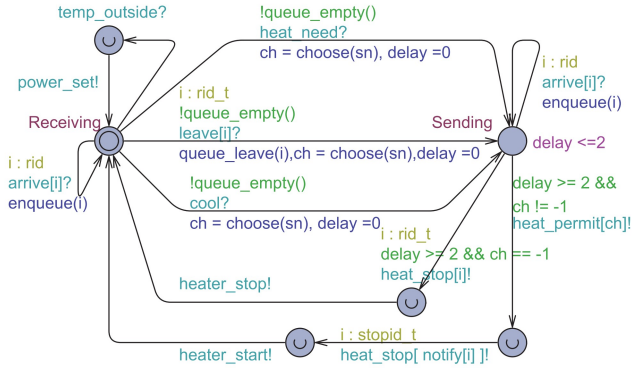 temp_outside?
!queue_empty()
heat_need?
ch = choose(sn), delay =0
i : rid
arrive[i]?
enqueue(i)
power_set!
i : rid_t
!queue_empty()
leave[i]?
queue_leave(i),ch = choose(sn),delay =0
Receiving
Sending
delay <=2
i : rid
arrive[i]?
enqueue(i)
!queue_empty()
cool?
ch = choose(sn), delay =0
delay >= 2 &&
ch != -1
heat_permit[ch]!
i : rid_t
delay >= 2 && ch == -1
heat_stop[i]!
heater_stop!
heater_start!
i : stopid_t
heat_stop[ notify[i] ]!